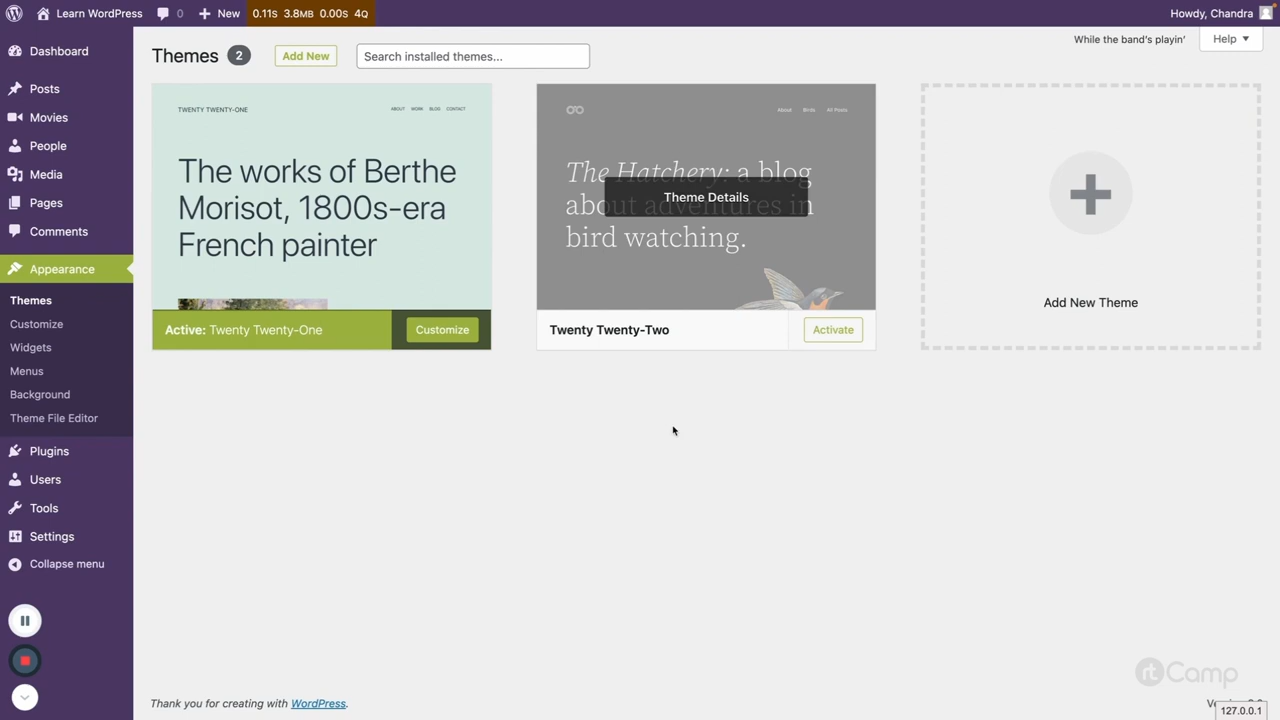 Learn WordPress 0 New 0.11S 3.8MB 0.00S 4Q Howdy, Chandra
Dashboard
Posts
Movies
People
Media
Pages
Comments
Appearance
Themes
Customize
Widgets
Menus
Background
Theme File Editor
Plugins
Users
Tools
Settings
Collapse menu
While the band's playin'
Help
Themes 2 Add New Search installed themes...
TWENTY TWENTY-ONE ABOUT WORK BLOG CONTACT
The works of Berthe
Morisot, 1800s-era
French painter
Active: Twenty Twenty-One Customize
About Birds All Posts
The Hatchery: a blog
about adventures in
bird watching.
Theme Details
Twenty Twenty-Two Activate
Add New Theme
rtCamp
Thank you for creating with WordPress.
127.0.0.1